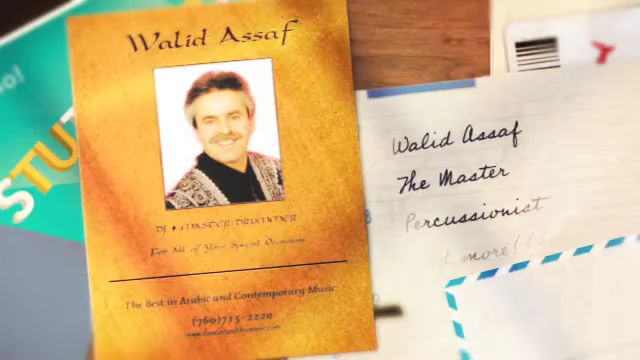 Walid Assaf
DJ • MASTER DRUMMER
For All of Your Special Occasions
The Best in Arabic and Contemporary Music
(760)715-2220
STU
Walid Assaf
The Master
Percussionist
& more!